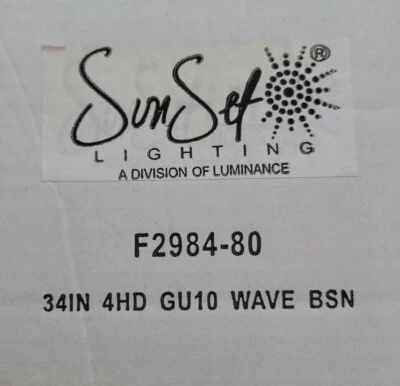 SunSet ®
LIGHTING
A DIVISION OF LUMINANCE
F2984-80
34IN 4HD GU10 WAVE BSN